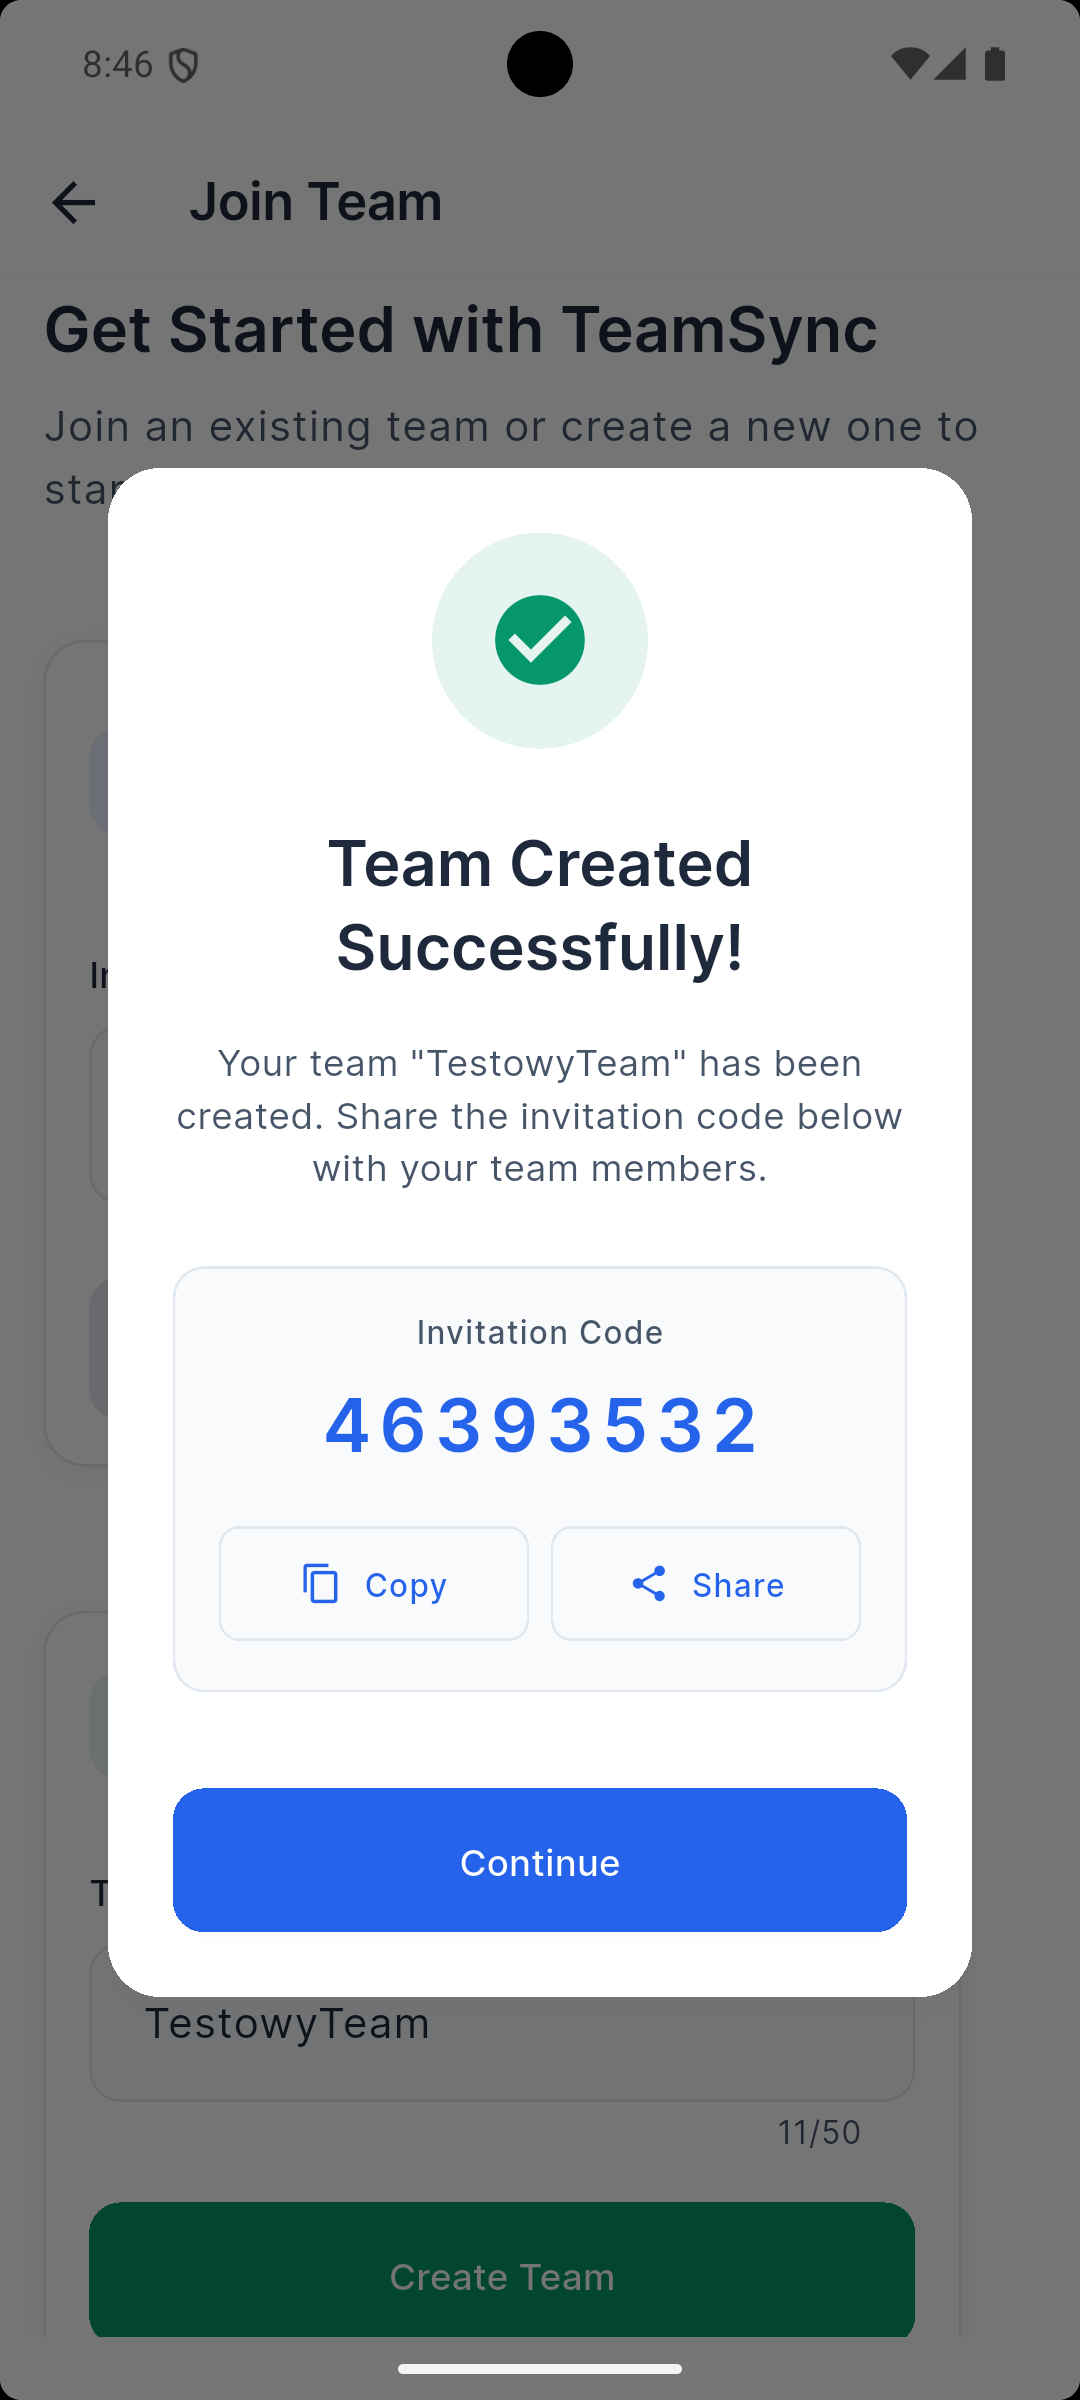 8:46
Join Team
Get Started with TeamSync
Join an existing team or create a new one to
Team Created
Successfully!
Your team "TestowyTeam" has been
created. Share the invitation code below
with your team members.
Invitation Code
46393532
Copy
Share
Continue
TestowyTeam
11/50
Create Team